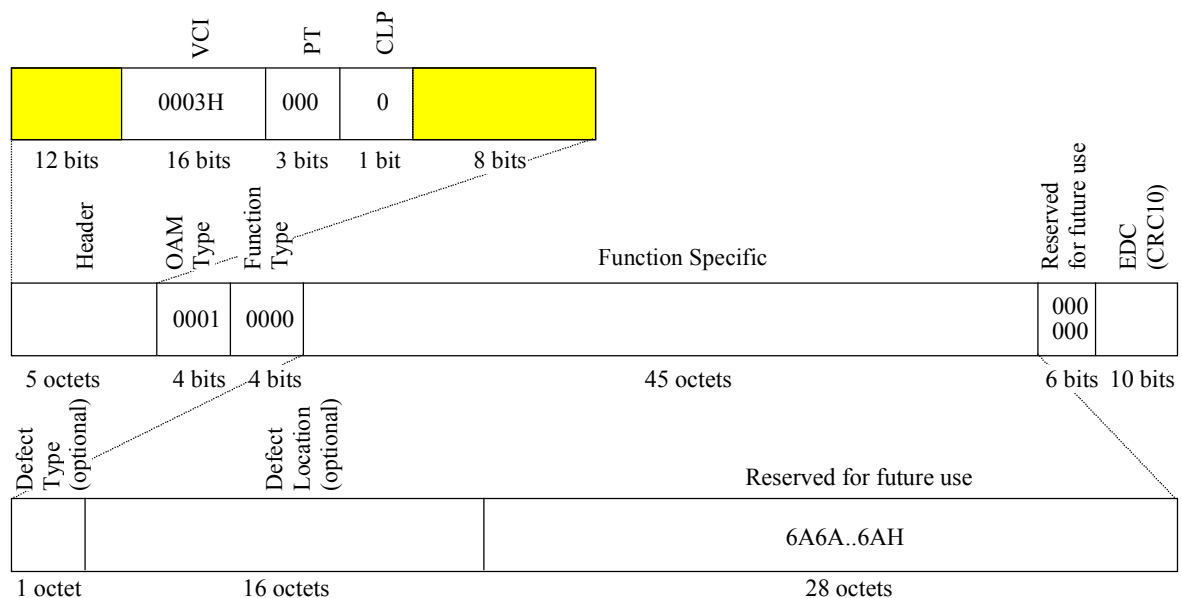 VCI
PT
CLP
0003H
000
0
12 bits
16 bits
3 bits
1 bit
8 bits
Header
OAM
Type
Function
Type
Function Specific
Reserved
for future use
EDC
(CRC10)
0001
0000
000
000
5 octets
4 bits
4 bits
45 octets
6 bits
10 bits
Defect
Type
(optional)
Defect
Location
(optional)
Reserved for future use
6A6A..6AH
1 octet
16 octets
28 octets